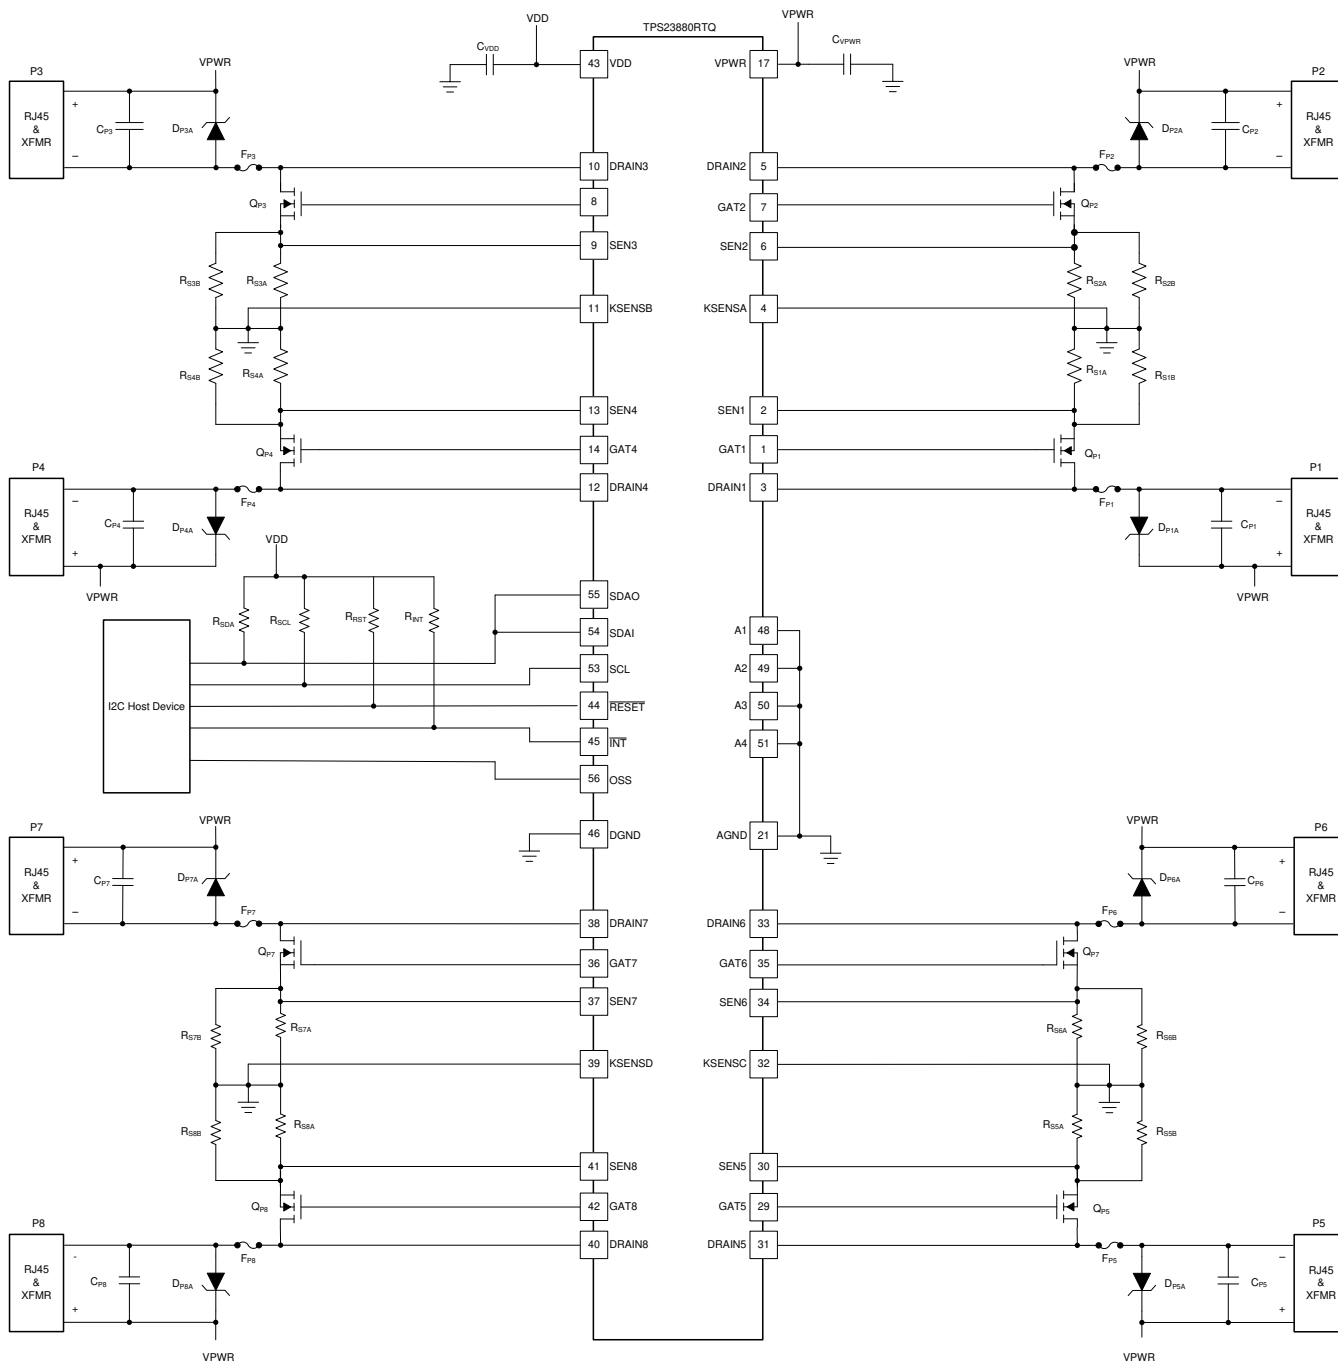 TPS23880RTQ
VDD
VPWR
CVDD
CVPWR
43 VDD
VPWR 17
P3
VPWR
RJ45
&
XFMR
+
−
CP3
DP3A
FP3
10 DRAIN3
QP3
8
9 SEN3
RS3B
RS3A
11 KSENSB
RS4B
RS4A
13 SEN4
QP4
14 GAT4
12 DRAIN4
P4
RJ45
&
XFMR
−
+
CP4
DP4A
FP4
VPWR
P2
VPWR
RJ45
&
XFMR
+
−
CP2
DP2A
FP2
DRAIN2 5
GAT2 7
QP2
SEN2 6
RS2A
RS2B
KSENSA 4
RS1A
RS1B
SEN1 2
GAT1 1
QP1
DRAIN1 3
P1
RJ45
&
XFMR
−
+
CP1
DP1A
FP1
VPWR
VDD
RSDA
RSCL
RRST
RINT
I2C Host Device
55 SDAO
54 SDAI
53 SCL
44 RESET
45 INT
56 OSS
46 DGND
A1 48
A2 49
A3 50
A4 51
AGND 21
P7
VPWR
RJ45
&
XFMR
+
−
CP7
DP7A
FP7
38 DRAIN7
QP7
36 GAT7
37 SEN7
RS7B
RS7A
39 KSENSD
RS8B
RS8A
41 SEN8
QP8
42 GAT8
40 DRAIN8
P8
RJ45
&
XFMR
-
+
CP8
DP8A
FP8
VPWR
P6
VPWR
RJ45
&
XFMR
+
−
CP6
DP6A
FP6
DRAIN6 33
GAT6 35
QP7
SEN6 34
RS6A
RS6B
KSENSC 32
RS5A
RS5B
SEN5 30
GAT5 29
QP5
DRAIN5 31
P5
RJ45
&
XFMR
−
+
CP5
DP5A
FP5
VPWR